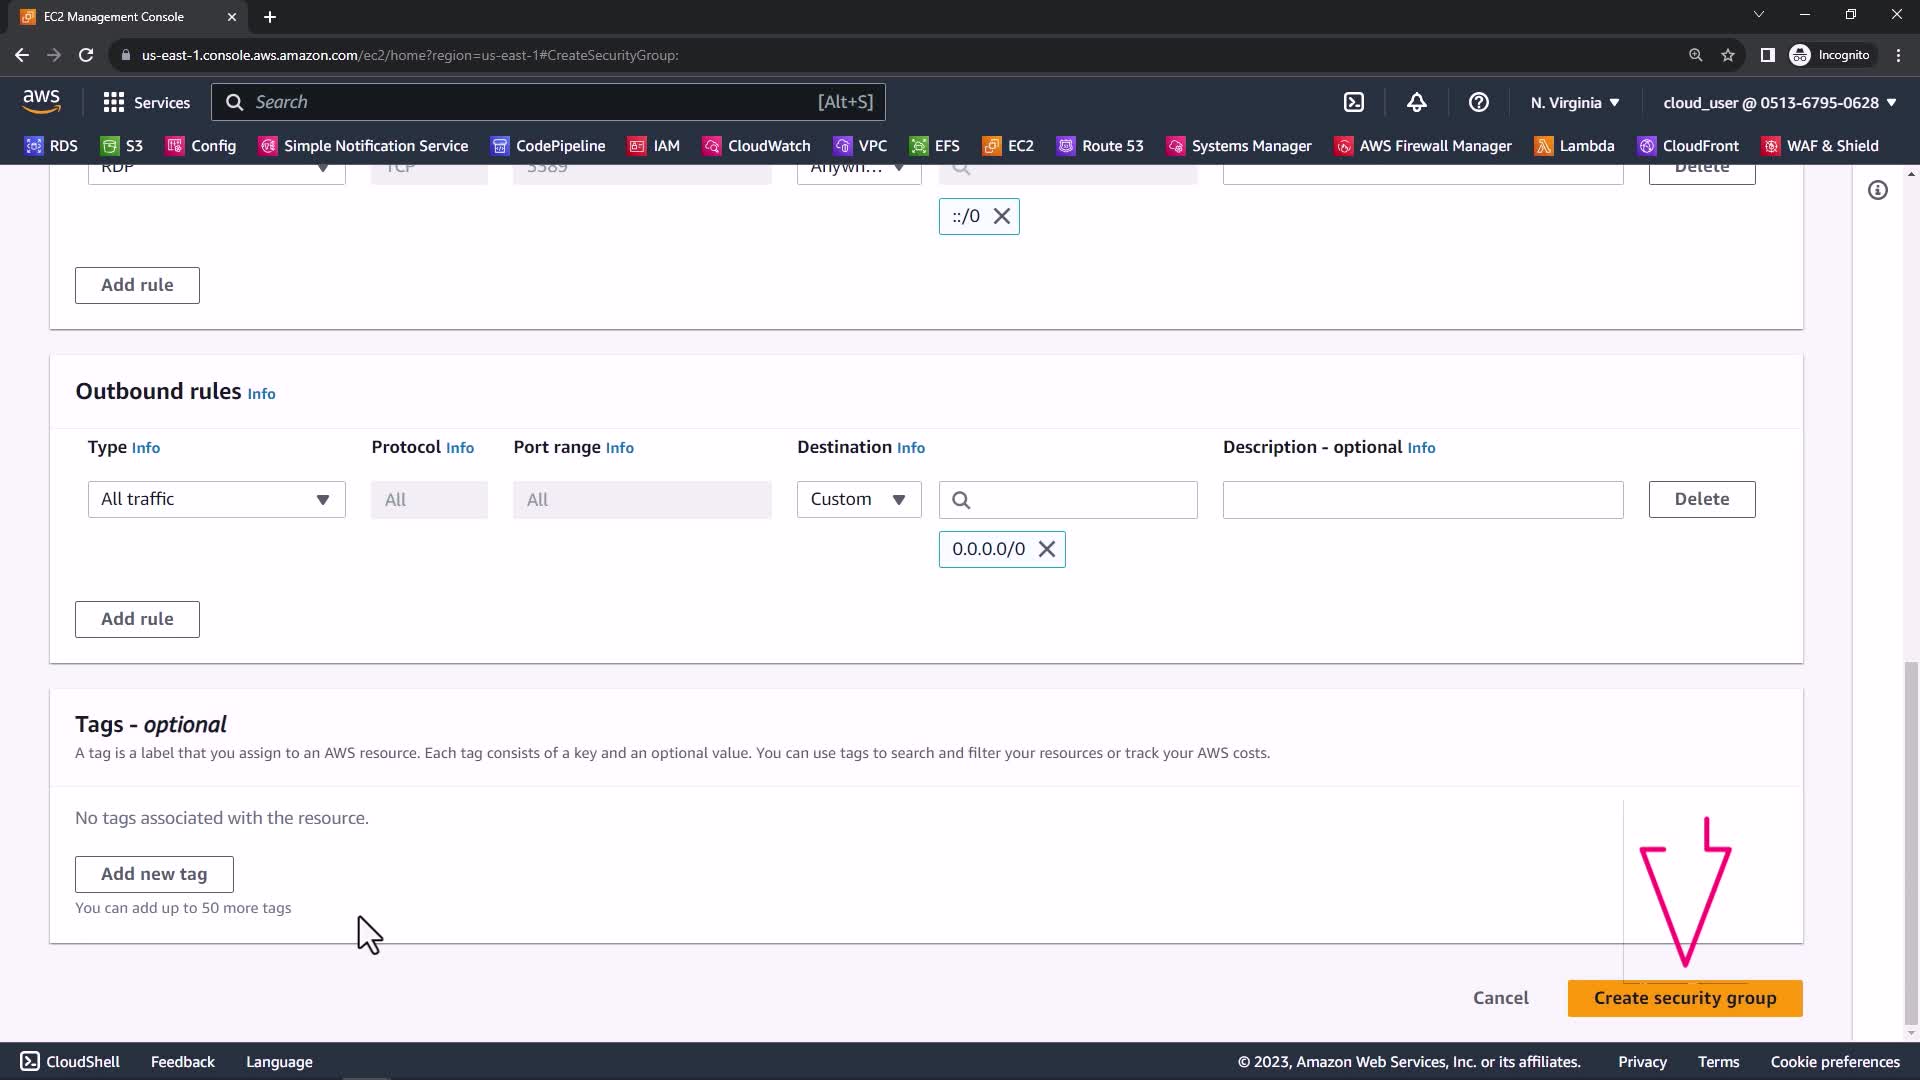 EC2 Management Console
us-east-1.console.aws.amazon.com/ec2/home?region=us-east-1#CreateSecurityGroup:
Incognito
aws
Services
Search
[Alt+S]
N. Virginia
cloud_user @ 0513-6795-0628
RDS
S3
Config
Simple Notification Service
CodePipeline
IAM
CloudWatch
VPC
EFS
EC2
Route 53
Systems Manager
AWS Firewall Manager
Lambda
CloudFront
WAF & Shield
RDP
TCP
3389
Anywh...
Delete
::/0
Add rule
Outbound rules Info
Type Info
Protocol Info
Port range Info
Destination Info
Description - optional Info
All traffic
All
All
Custom
Delete
0.0.0.0/0
Add rule
Tags - optional
A tag is a label that you assign to an AWS resource. Each tag consists of a key and an optional value. You can use tags to search and filter your resources or track your AWS costs.
No tags associated with the resource.
Add new tag
You can add up to 50 more tags
Cancel
Create security group
CloudShell
Feedback
Language
© 2023, Amazon Web Services, Inc. or its affiliates.
Privacy
Terms
Cookie preferences